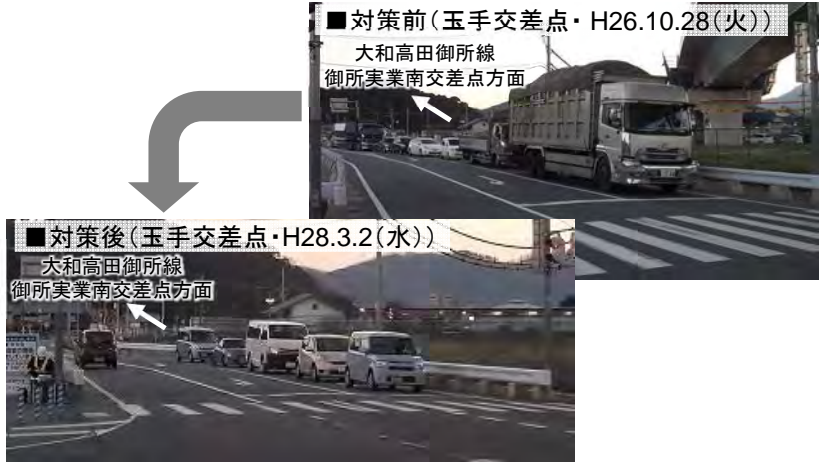 ■対策前(玉手交差点・ H26.10.28(火))
大和高田御所線
御所実業南交差点方面
■対策後(玉手交差点・H28.3.2(水))
大和高田御所線
御所実業南交差点方面